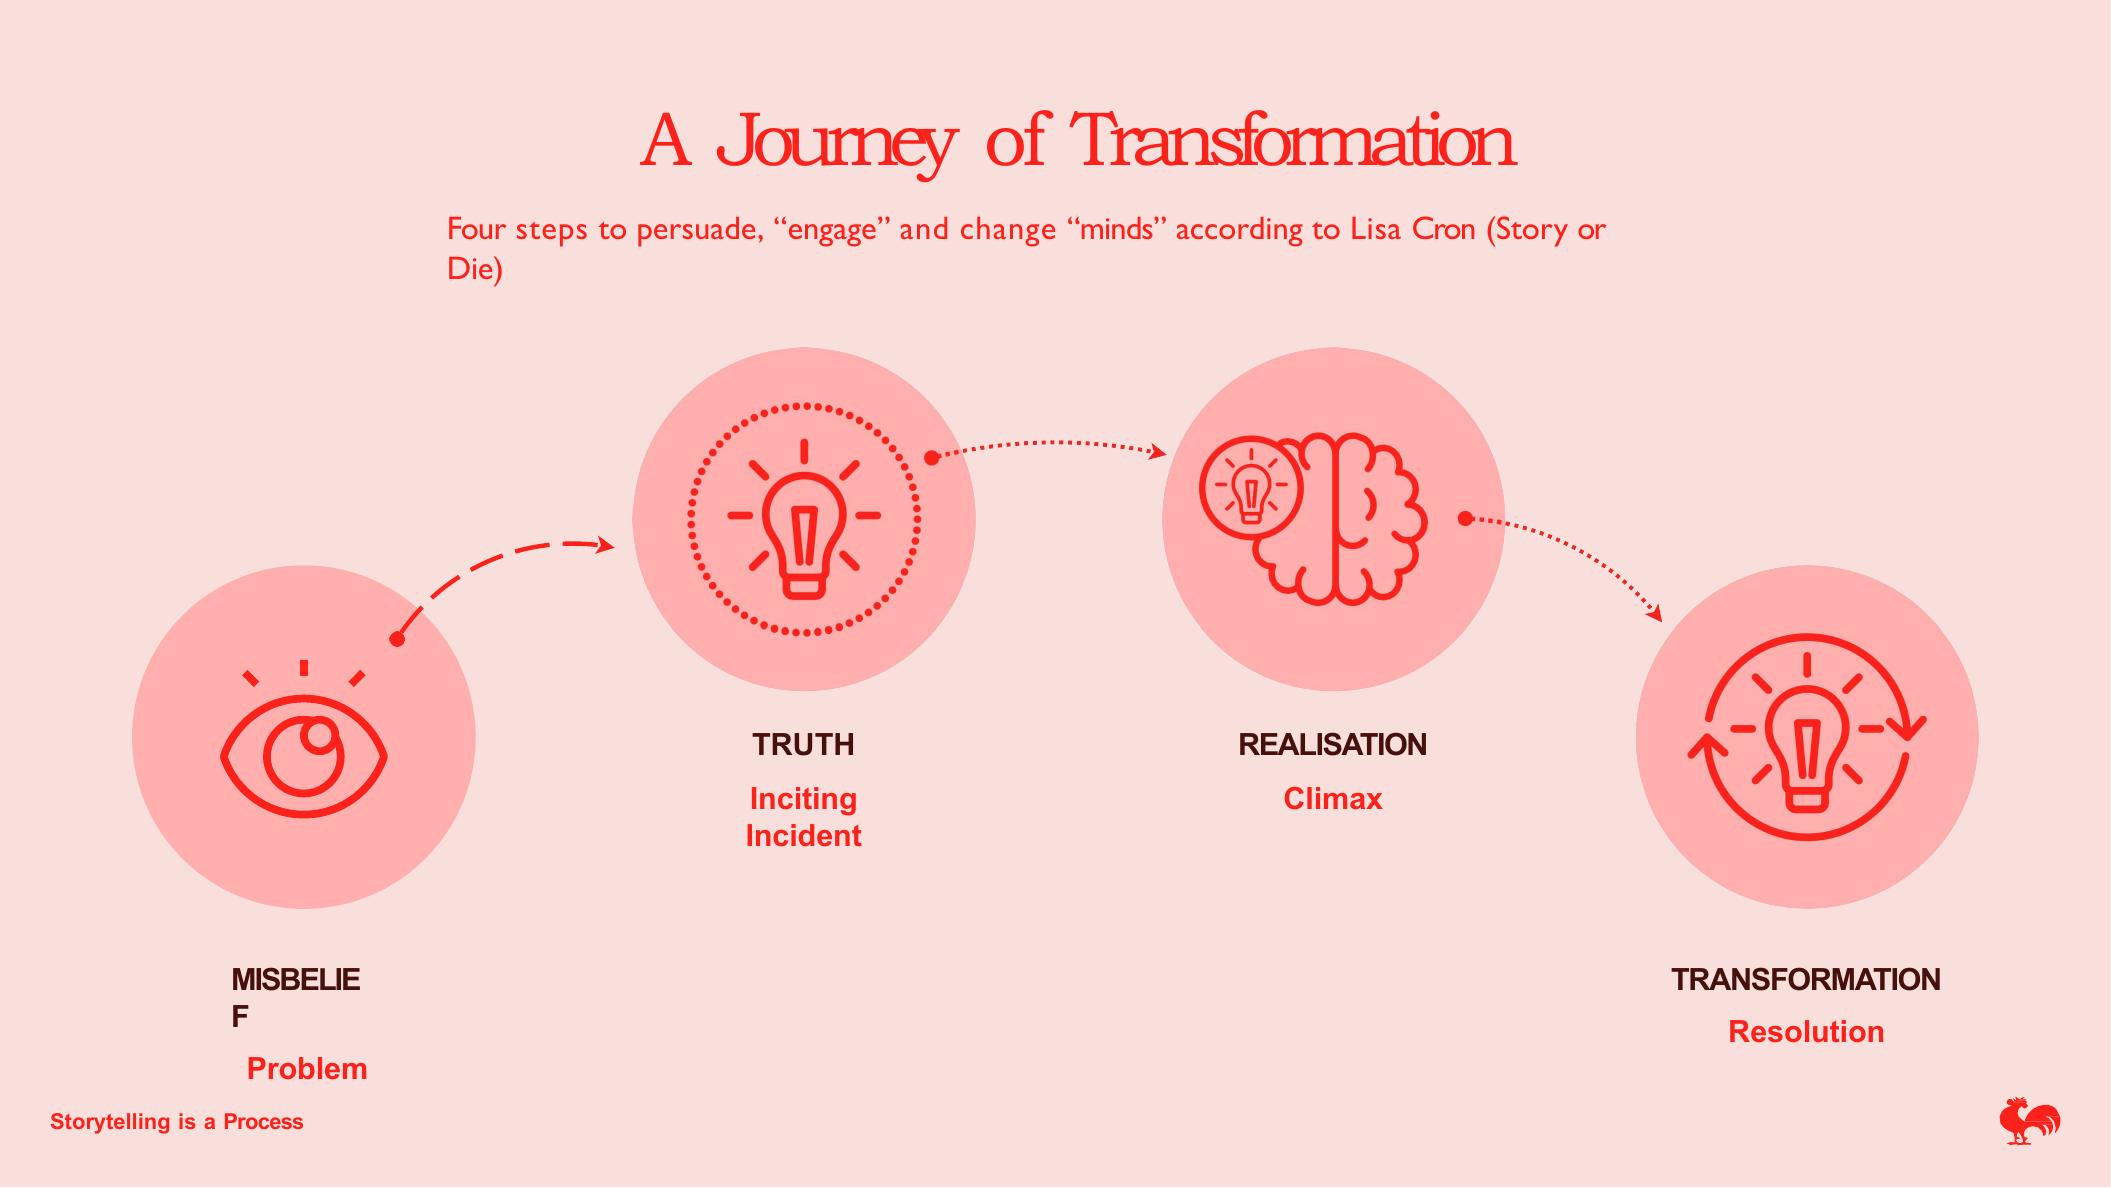 A Journey of Transformation
Four steps to persuade, “engage” and change “minds” according to Lisa Cron (Story or
Die)
MISBELIE
F
Problem
TRUTH
Inciting
Incident
REALISATION
Climax
TRANSFORMATION
Resolution
Storytelling is a Process